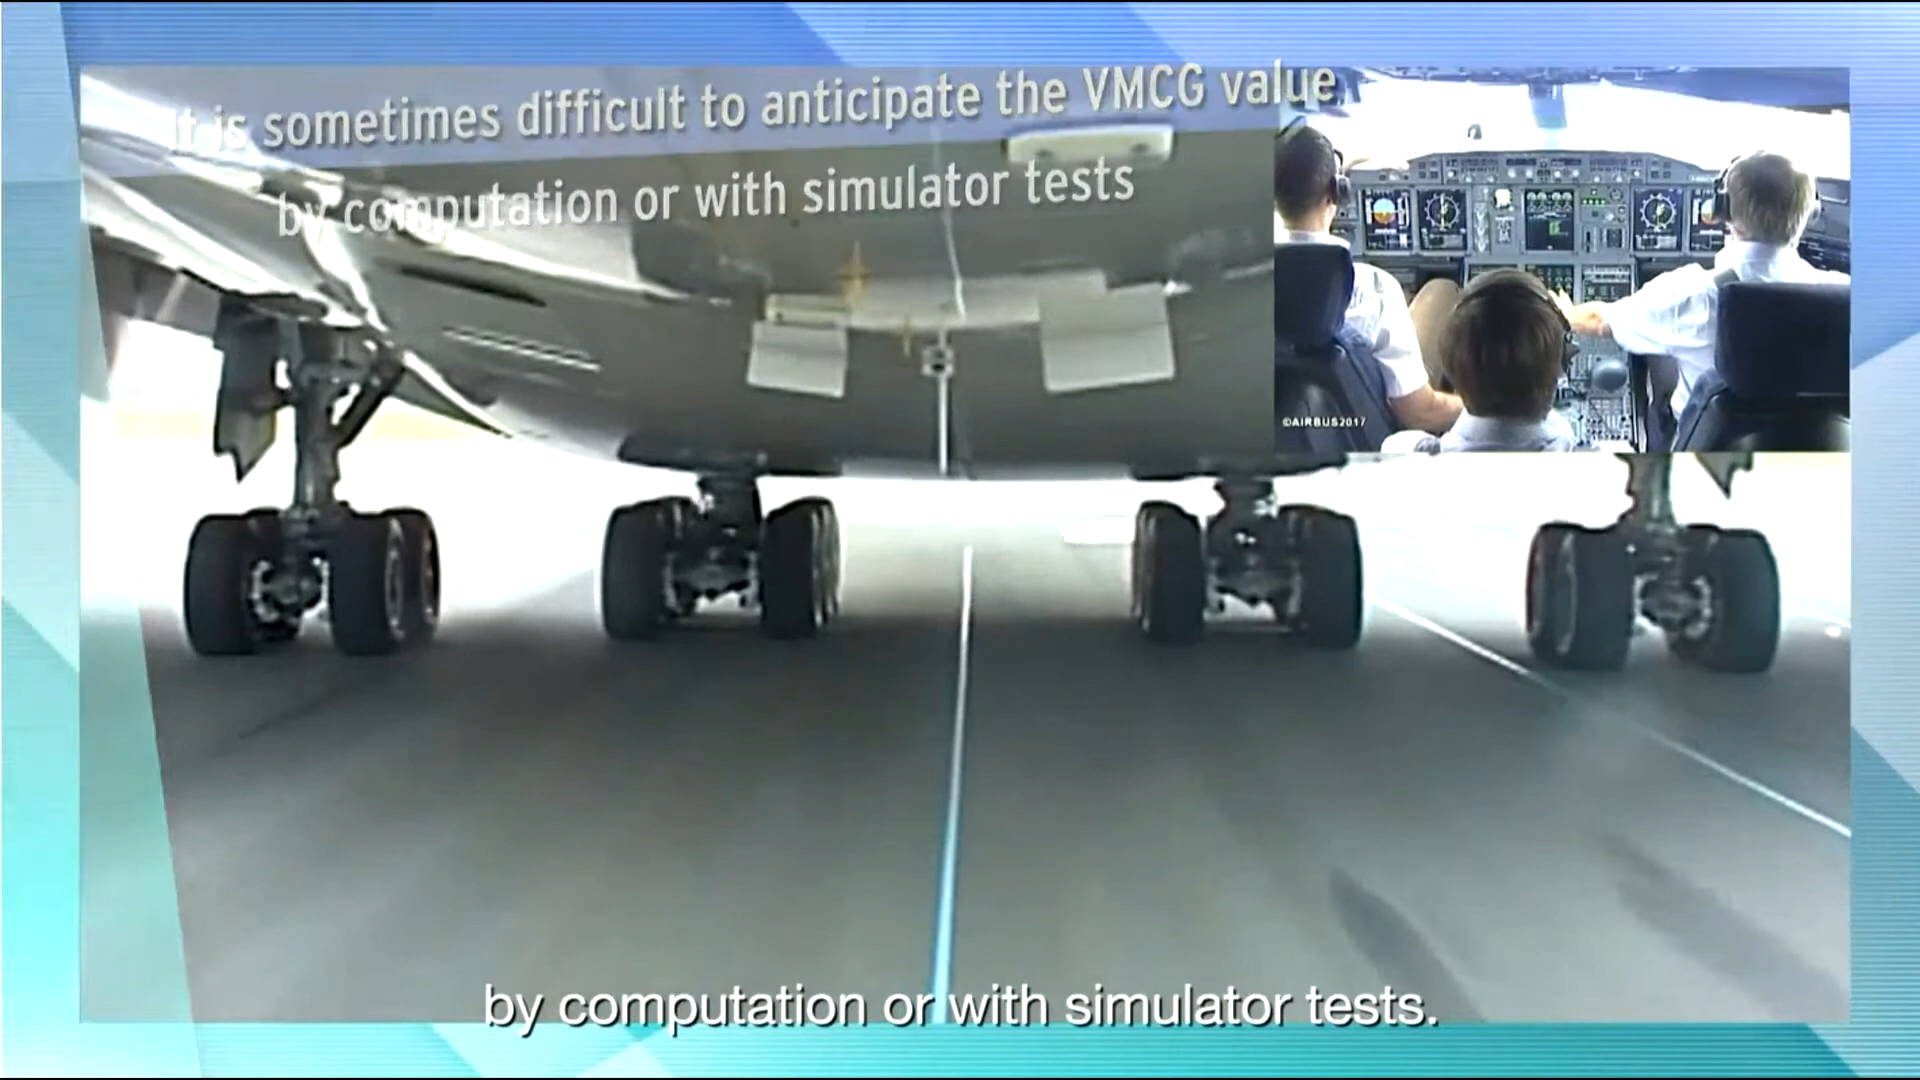 It is sometimes difficult to anticipate the VMCG value
by computation or with simulator tests
©AIRBUS2017
by computation or with simulator tests.